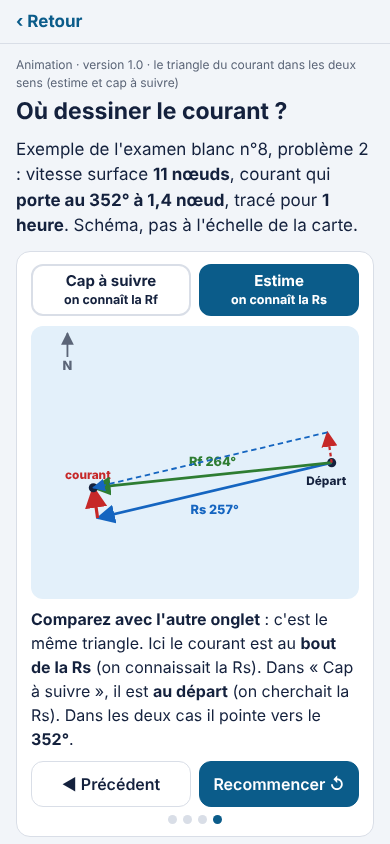 ‹ Retour
Animation · version 1.0 · le triangle du courant dans les deux
sens (estime et cap à suivre)
Où dessiner le courant ?
Exemple de l'examen blanc n°8, problème 2
: vitesse surface 11 nœuds, courant qui
porte au 352° à 1,4 nœud, tracé pour 1
heure. Schéma, pas à l'échelle de la carte.
Cap à suivre
on connaît la Rf
Estime
on connaît la Rs
N
Rf 264°
courant
Départ
Rs 257°
Comparez avec l'autre onglet : c'est le
même triangle. Ici le courant est au bout
de la Rs (on connaissait la Rs). Dans « Cap
à suivre », il est au départ (on cherchait la
Rs). Dans les deux cas il pointe vers le
352°.
◀ Précédent
Recommencer ↺